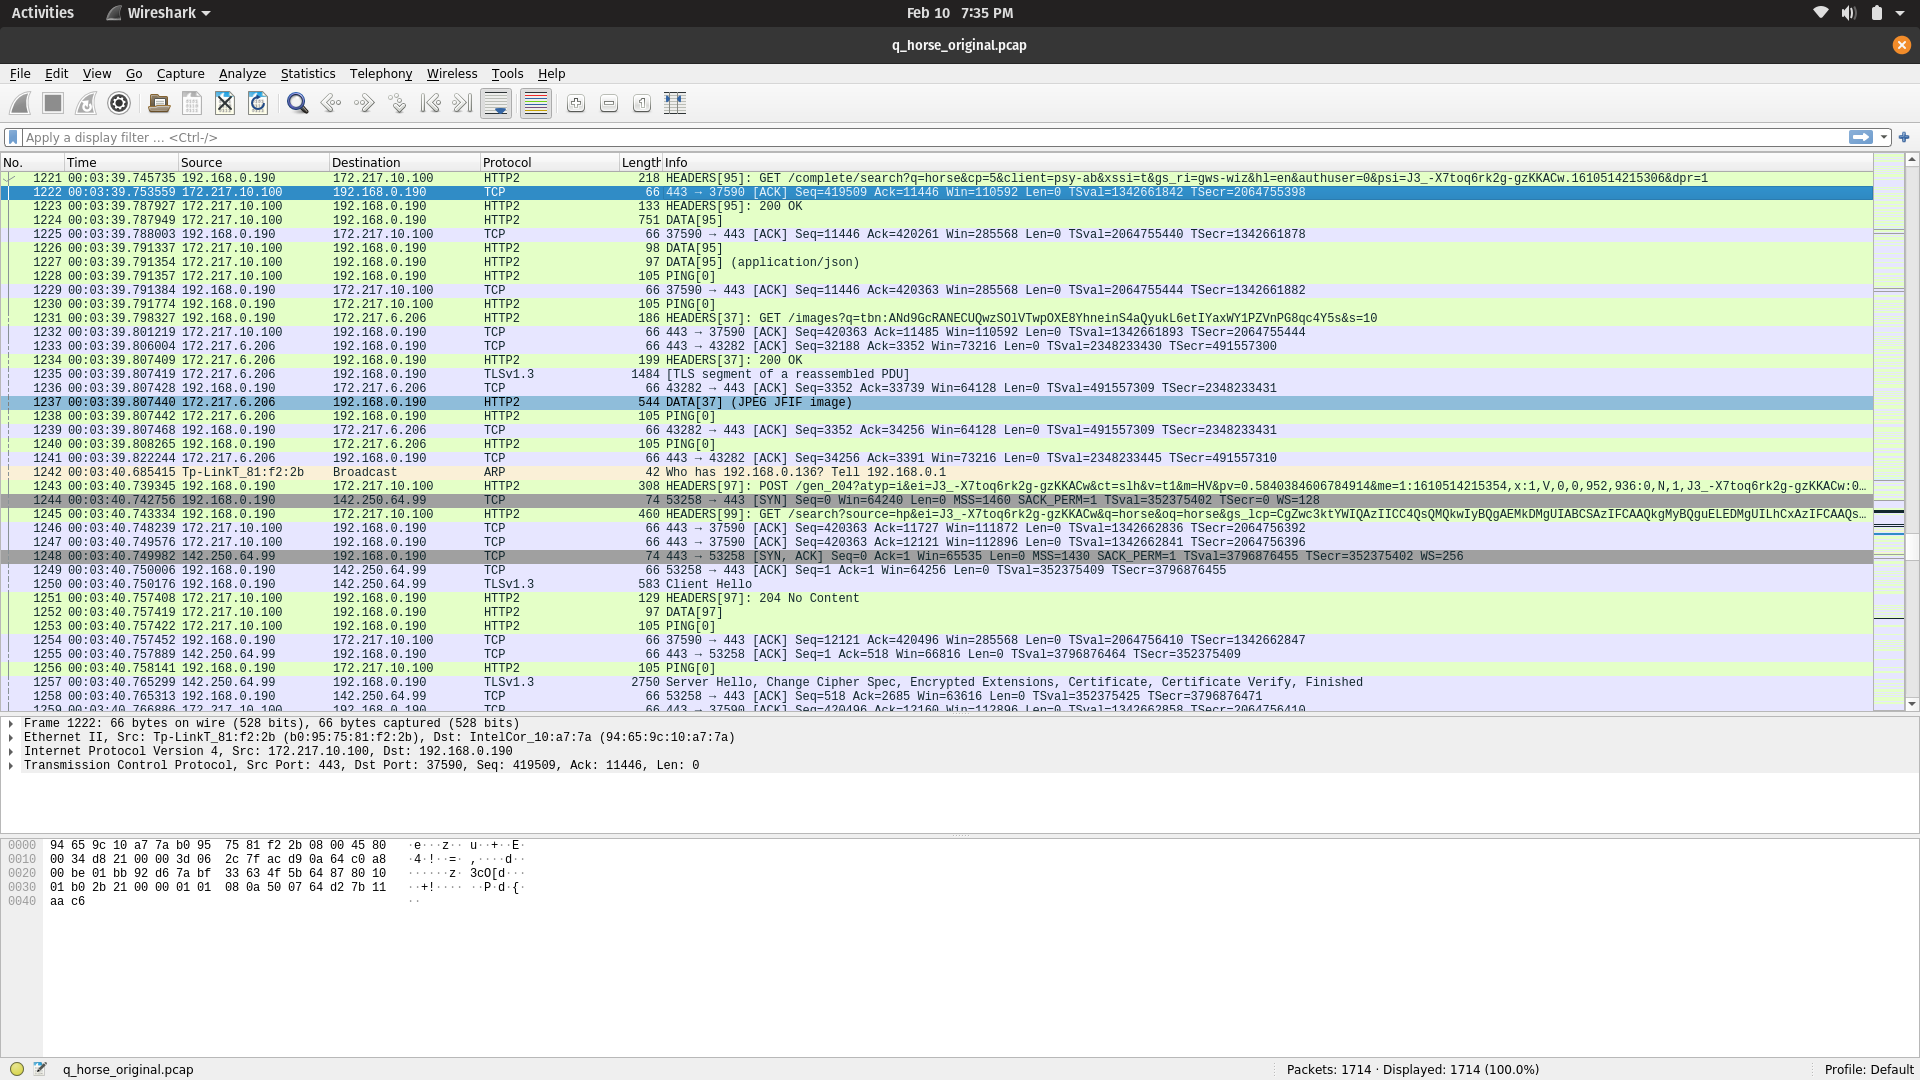 Activities Wireshark Feb 10 7:35 PM
q_horse_original.pcap
File Edit View Go Capture Analyze Statistics Telephony Wireless Tools Help
Apply a display filter ... <Ctrl-/>
No. Time Source Destination Protocol Length Info
1221 00:03:39.745735 192.168.0.190 172.217.10.100 HTTP2 218 HEADERS[95]: GET /complete/search?q=horse&cp=5&client=psy-ab&xssi=t&gs_ri=gws-wiz&hl=en&authuser=0&psi=J3_-X7toq6rk2g-gzKKACw.1610514215306&dpr=1
1222 00:03:39.753559 172.217.10.100 192.168.0.190 TCP 66 443 → 37590 [ACK] Seq=419509 Ack=11446 Win=110592 Len=0 TSval=1342661842 TSecr=2064755398
1223 00:03:39.787927 172.217.10.100 192.168.0.190 HTTP2 133 HEADERS[95]: 200 OK
1224 00:03:39.787949 172.217.10.100 192.168.0.190 HTTP2 751 DATA[95]
1225 00:03:39.788003 192.168.0.190 172.217.10.100 TCP 66 37590 → 443 [ACK] Seq=11446 Ack=420261 Win=285568 Len=0 TSval=2064755440 TSecr=1342661878
1226 00:03:39.791337 172.217.10.100 192.168.0.190 HTTP2 98 DATA[95]
1227 00:03:39.791354 172.217.10.100 192.168.0.190 HTTP2 97 DATA[95] (application/json)
1228 00:03:39.791357 172.217.10.100 192.168.0.190 HTTP2 105 PING[0]
1229 00:03:39.791384 192.168.0.190 172.217.10.100 TCP 66 37590 → 443 [ACK] Seq=11446 Ack=420363 Win=285568 Len=0 TSval=2064755444 TSecr=1342661882
1230 00:03:39.791774 192.168.0.190 172.217.10.100 HTTP2 105 PING[0]
1231 00:03:39.798327 192.168.0.190 172.217.6.206 HTTP2 186 HEADERS[37]: GET /images?q=tbn:ANd9GcRANECUQwzSOlVTwpOXE8YhneinS4aQyukL6etIYaxWY1PZVnPG8qc4Y5s&s=10
1232 00:03:39.801219 172.217.10.100 192.168.0.190 TCP 66 443 → 37590 [ACK] Seq=420363 Ack=11485 Win=110592 Len=0 TSval=1342661893 TSecr=2064755444
1233 00:03:39.806004 172.217.6.206 192.168.0.190 TCP 66 443 → 43282 [ACK] Seq=32188 Ack=3352 Win=73216 Len=0 TSval=2348233430 TSecr=491557300
1234 00:03:39.807409 172.217.6.206 192.168.0.190 HTTP2 199 HEADERS[37]: 200 OK
1235 00:03:39.807419 172.217.6.206 192.168.0.190 TLSv1.3 1484 [TLS segment of a reassembled PDU]
1236 00:03:39.807428 192.168.0.190 172.217.6.206 TCP 66 43282 → 443 [ACK] Seq=3352 Ack=33739 Win=64128 Len=0 TSval=491557309 TSecr=2348233431
1237 00:03:39.807440 172.217.6.206 192.168.0.190 HTTP2 544 DATA[37] (JPEG JFIF image)
1238 00:03:39.807442 172.217.6.206 192.168.0.190 HTTP2 105 PING[0]
1239 00:03:39.807468 192.168.0.190 172.217.6.206 TCP 66 43282 → 443 [ACK] Seq=3352 Ack=34256 Win=64128 Len=0 TSval=491557309 TSecr=2348233431
1240 00:03:39.808265 192.168.0.190 172.217.6.206 HTTP2 105 PING[0]
1241 00:03:39.822244 172.217.6.206 192.168.0.190 TCP 66 443 → 43282 [ACK] Seq=34256 Ack=3391 Win=73216 Len=0 TSval=2348233445 TSecr=491557310
1242 00:03:40.685415 Tp-LinkT_81:f2:2b Broadcast ARP 42 Who has 192.168.0.136? Tell 192.168.0.1
1243 00:03:40.739345 192.168.0.190 172.217.10.100 HTTP2 308 HEADERS[97]: POST /gen_204?atyp=i&ei=J3_-X7toq6rk2g-gzKKACw&ct=slh&v=t1&m=HV&pv=0.5840384606784914&me=1:1610514215354,x:1,V,0,0,952,936:0,N,1,J3_-X7toq6rk2g-gzKKACw:0…
1244 00:03:40.742756 192.168.0.190 142.250.64.99 TCP 74 53258 → 443 [SYN] Seq=0 Win=64240 Len=0 MSS=1460 SACK_PERM=1 TSval=352375402 TSecr=0 WS=128
1245 00:03:40.743334 192.168.0.190 172.217.10.100 HTTP2 460 HEADERS[99]: GET /search?source=hp&ei=J3_-X7toq6rk2g-gzKKACw&q=horse&oq=horse&gs_lcp=CgZwc3ktYWIQAzIICC4QsQMQkwIyBQgAEMkDMgUIABCSAzIFCAAQkgMyBQguELEDMgUILhCxAzIFCAAQs…
1246 00:03:40.748239 172.217.10.100 192.168.0.190 TCP 66 443 → 37590 [ACK] Seq=420363 Ack=11727 Win=111872 Len=0 TSval=1342662836 TSecr=2064756392
1247 00:03:40.749576 172.217.10.100 192.168.0.190 TCP 66 443 → 37590 [ACK] Seq=420363 Ack=12121 Win=112896 Len=0 TSval=1342662841 TSecr=2064756396
1248 00:03:40.749982 142.250.64.99 192.168.0.190 TCP 74 443 → 53258 [SYN, ACK] Seq=0 Ack=1 Win=65535 Len=0 MSS=1430 SACK_PERM=1 TSval=3796876455 TSecr=352375402 WS=256
1249 00:03:40.750006 192.168.0.190 142.250.64.99 TCP 66 53258 → 443 [ACK] Seq=1 Ack=1 Win=64256 Len=0 TSval=352375409 TSecr=3796876455
1250 00:03:40.750176 192.168.0.190 142.250.64.99 TLSv1.3 583 Client Hello
1251 00:03:40.757408 172.217.10.100 192.168.0.190 HTTP2 129 HEADERS[97]: 204 No Content
1252 00:03:40.757419 172.217.10.100 192.168.0.190 HTTP2 97 DATA[97]
1253 00:03:40.757422 172.217.10.100 192.168.0.190 HTTP2 105 PING[0]
1254 00:03:40.757452 192.168.0.190 172.217.10.100 TCP 66 37590 → 443 [ACK] Seq=12121 Ack=420496 Win=285568 Len=0 TSval=2064756410 TSecr=1342662847
1255 00:03:40.757889 142.250.64.99 192.168.0.190 TCP 66 443 → 53258 [ACK] Seq=1 Ack=518 Win=66816 Len=0 TSval=3796876464 TSecr=352375409
1256 00:03:40.758141 192.168.0.190 172.217.10.100 HTTP2 105 PING[0]
1257 00:03:40.765299 142.250.64.99 192.168.0.190 TLSv1.3 2750 Server Hello, Change Cipher Spec, Encrypted Extensions, Certificate, Certificate Verify, Finished
1258 00:03:40.765313 192.168.0.190 142.250.64.99 TCP 66 53258 → 443 [ACK] Seq=518 Ack=2685 Win=63616 Len=0 TSval=352375425 TSecr=3796876471
1259 00:03:40.766886 172.217.10.100 192.168.0.190 TCP 66 443 → 37590 [ACK] Seq=420496 Ack=12160 Win=112896 Len=0 TSval=1342662858 TSecr=2064756410
Frame 1222: 66 bytes on wire (528 bits), 66 bytes captured (528 bits)
Ethernet II, Src: Tp-LinkT_81:f2:2b (b0:95:75:81:f2:2b), Dst: IntelCor_10:a7:7a (94:65:9c:10:a7:7a)
Internet Protocol Version 4, Src: 172.217.10.100, Dst: 192.168.0.190
Transmission Control Protocol, Src Port: 443, Dst Port: 37590, Seq: 419509, Ack: 11446, Len: 0
0000 94 65 9c 10 a7 7a b0 95 75 81 f2 2b 08 00 45 80 ·e···z·· u··+··E·
0010 00 34 d8 21 00 00 3d 06 2c 7f ac d9 0a 64 c0 a8 ·4·!··=· ,····d··
0020 00 be 01 bb 92 d6 7a bf 33 63 4f 5b 64 87 80 10 ······z· 3cO[d···
0030 01 b0 2b 21 00 00 01 01 08 0a 50 07 64 d2 7b 11 ··+!···· ··P·d·{·
0040 aa c6 ··
q_horse_original.pcap Packets: 1714 · Displayed: 1714 (100.0%) Profile: Default